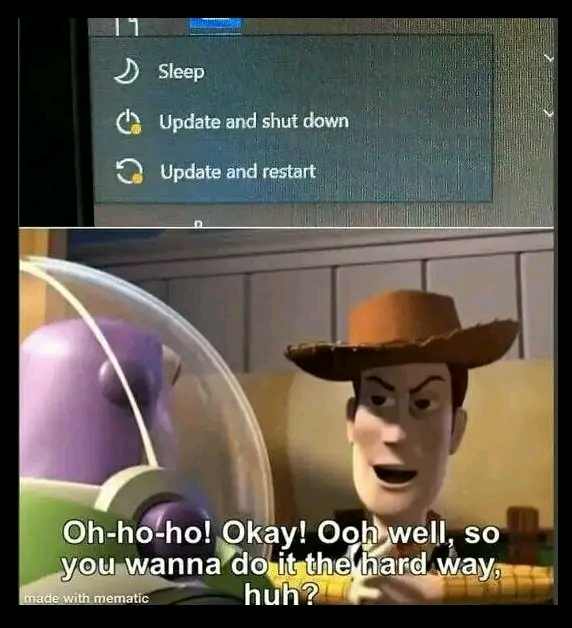 Sleep
Update and shut down
Update and restart
Oh-ho-ho! Okay! Ooh well, so
you wanna do it the hard way,
huh?
made with mematic